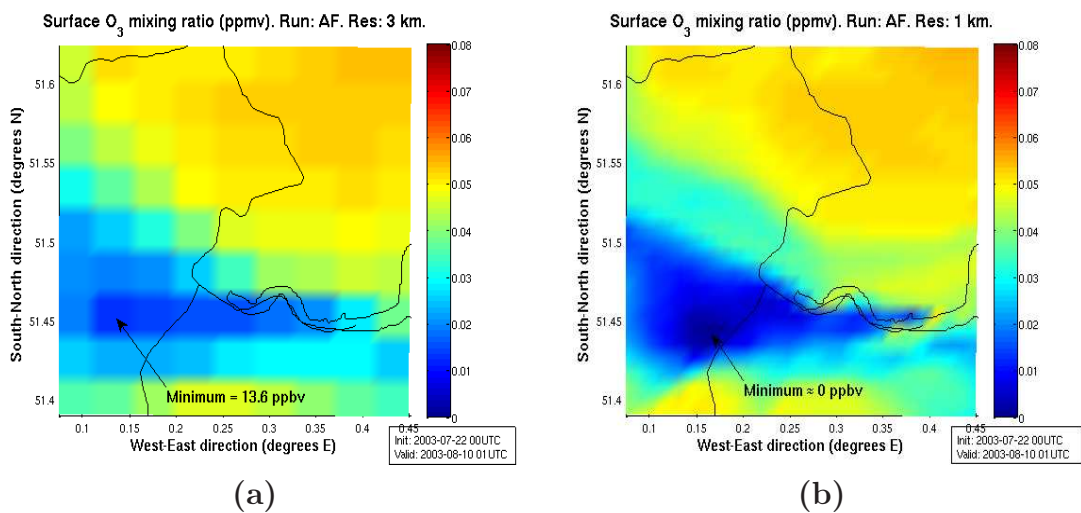 Surface O3 mixing ratio (ppmv). Run: AF. Res: 3 km.
South-North direction (degrees N)
51.6
51.55
51.5
51.45
51.4
0.1 0.15 0.2 0.25 0.3 0.35 0.4 0.45
West-East direction (degrees E)
Minimum = 13.6 ppbv
0.08
0.07
0.06
0.05
0.04
0.03
0.02
0.01
0
Init: 2003-07-22 00UTC
Valid: 2003-08-10 01UTC
(a)
Surface O3 mixing ratio (ppmv). Run: AF. Res: 1 km.
South-North direction (degrees N)
51.6
51.55
51.5
51.45
51.4
0.1 0.15 0.2 0.25 0.3 0.35 0.4 0.45
West-East direction (degrees E)
Minimum ≈ 0 ppbv
0.08
0.07
0.06
0.05
0.04
0.03
0.02
0.01
0
Init: 2003-07-22 00UTC
Valid: 2003-08-10 01UTC
(b)